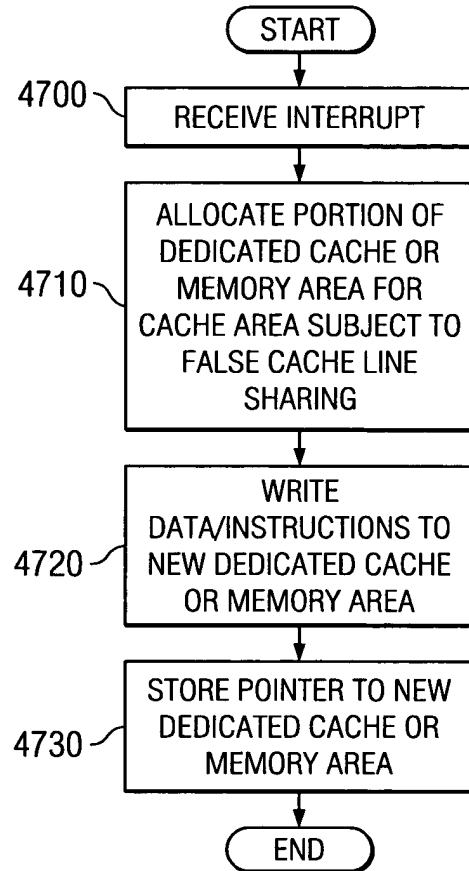 START
4700
RECEIVE INTERRUPT
4710
ALLOCATE PORTION OF
DEDICATED CACHE OR
MEMORY AREA FOR
CACHE AREA SUBJECT TO
FALSE CACHE LINE
SHARING
4720
WRITE
DATA/INSTRUCTIONS TO
NEW DEDICATED CACHE
OR MEMORY AREA
4730
STORE POINTER TO NEW
DEDICATED CACHE OR
MEMORY AREA
END